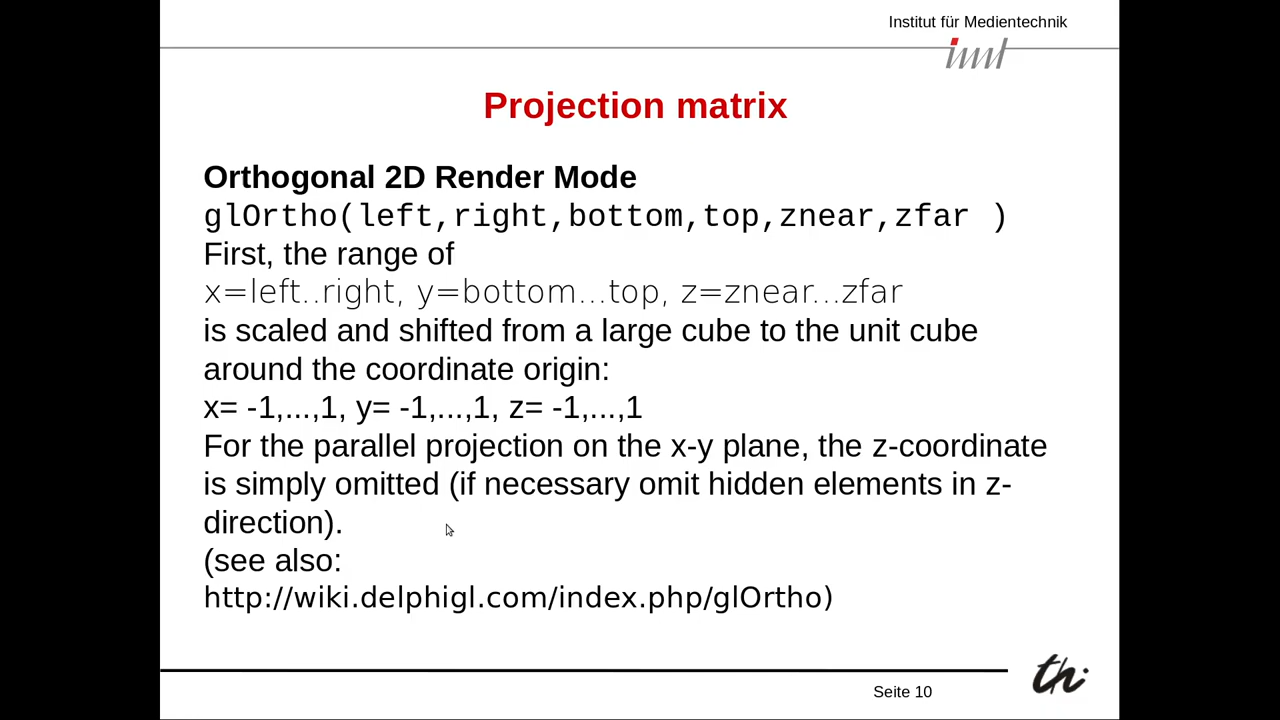 Institut für Medientechnik
iml
Projection matrix
Orthogonal 2D Render Mode
glOrtho(left,right,bottom,top,znear,zfar )
First, the range of
x=left..right, y=bottom...top, z=znear...zfar
is scaled and shifted from a large cube to the unit cube
around the coordinate origin:
x= -1,...,1, y= -1,...,1, z= -1,...,1
For the parallel projection on the x-y plane, the z-coordinate
is simply omitted (if necessary omit hidden elements in z-
direction).
(see also:
http://wiki.delphigl.com/index.php/glOrtho)
th
Seite 10